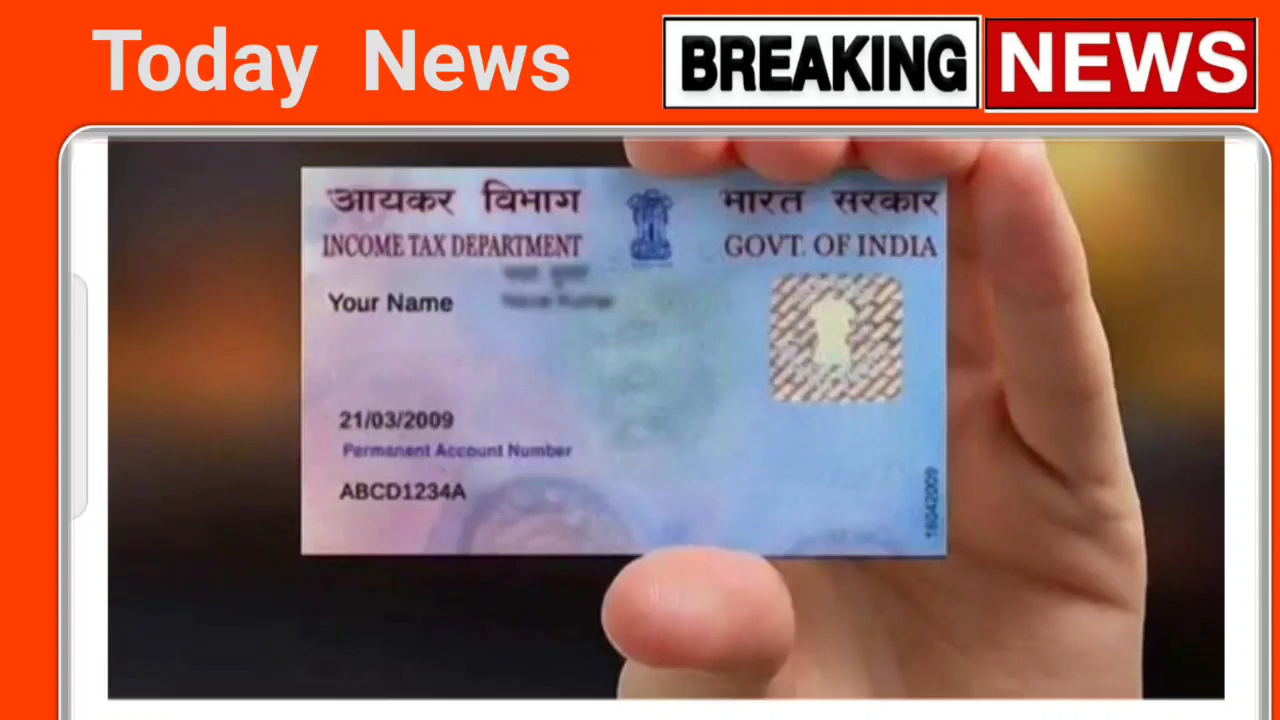 Today News
BREAKING NEWS
आयकर विभाग
भारत सरकार
INCOME TAX DEPARTMENT
GOVT. OF INDIA
Your Name
21/03/2009
Permanent Account Number
ABCD1234A
16042009